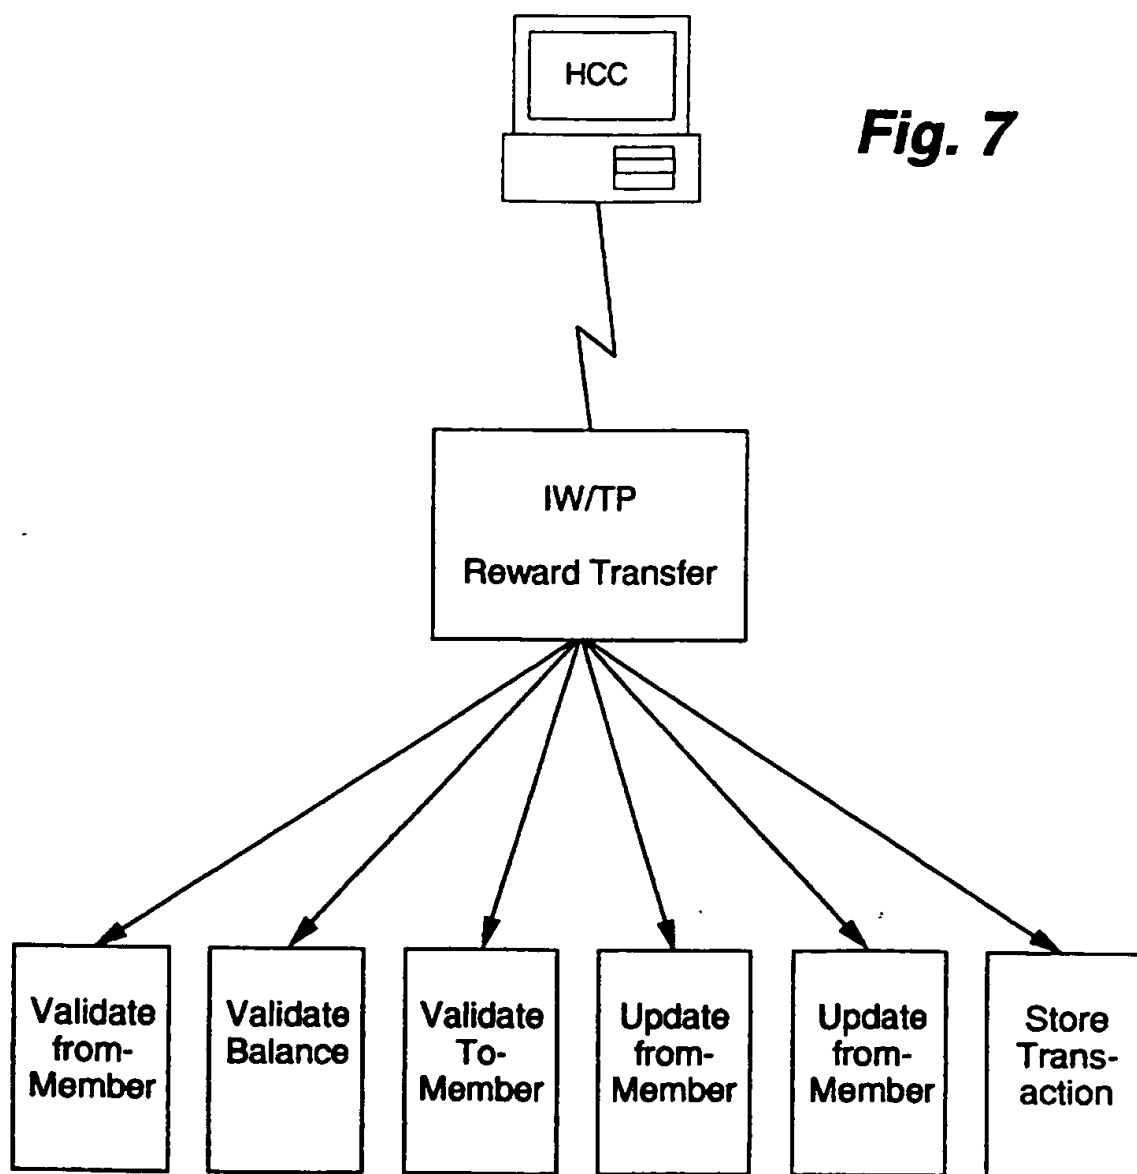 HCC
Fig. 7
IW/TP
Reward Transfer
Validate
from-
Member
Validate
Balance
Validate
To-
Member
Update
from-
Member
Update
from-
Member
Store
Trans-
action